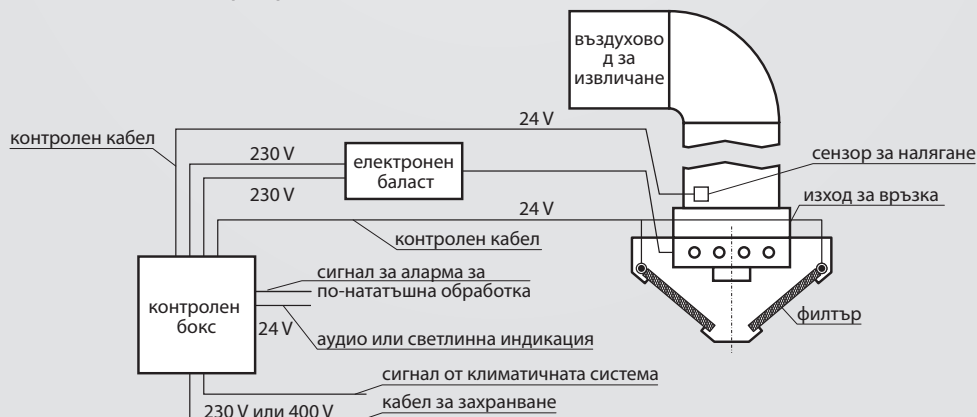 въздухово
д за
извличане
24 V
контролен кабел
230 V
електронен
баласт
сензор за налягане
230 V
24 V
изход за връзка
контролен кабел
сигнал за аларма за
по-нататъшна обработка
контролен
бокс
24 V
филтър
аудио или светлинна индикация
сигнал от климатичната система
230 V или 400 V
кабел за захранване